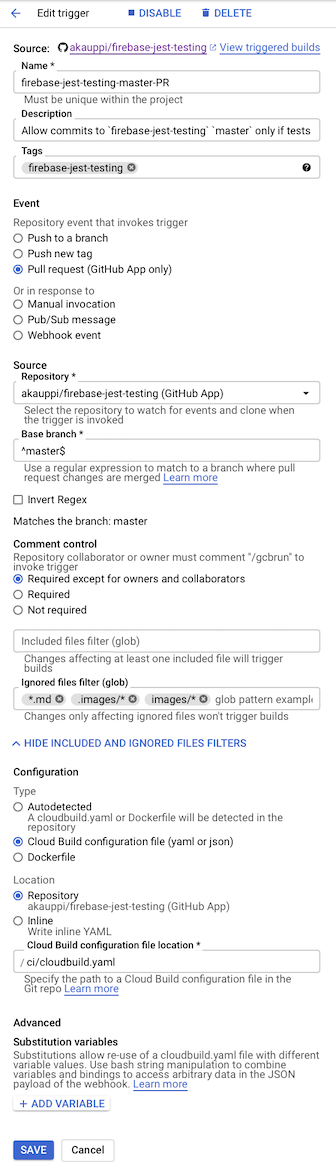 Edit trigger
DISABLE
DELETE
Source: akauppi/firebase-jest-testing View triggered builds
Name *
firebase-jest-testing-master-PR
Must be unique within the project
Description
Allow commits to `firebase-jest-testing` `master` only if tests
Tags
firebase-jest-testing
Event
Repository event that invokes trigger
Push to a branch
Push new tag
Pull request (GitHub App only)
Or in response to
Manual invocation
Pub/Sub message
Webhook event
Source
Repository *
akauppi/firebase-jest-testing (GitHub App)
Select the repository to watch for events and clone when
the trigger is invoked
Base branch *
^master$
Use a regular expression to match to a branch where pull
request changes are merged Learn more
Invert Regex
Matches the branch: master
Comment control
Repository collaborator or owner must comment "/gcbrun" to
invoke trigger
Required except for owners and collaborators
Required
Not required
Included files filter (glob)
Changes affecting at least one included file will trigger
builds
Ignored files filter (glob)
*.md .images/* images/* glob pattern example
Changes only affecting ignored files won't trigger builds
HIDE INCLUDED AND IGNORED FILES FILTERS
Configuration
Type
Autodetected
A cloudbuild.yaml or Dockerfile will be detected in the
repository
Cloud Build configuration file (yaml or json)
Dockerfile
Location
Repository
akauppi/firebase-jest-testing (GitHub App)
Inline
Write inline YAML
Cloud Build configuration file location *
/ ci/cloudbuild.yaml
Specify the path to a Cloud Build configuration file in the
Git repo Learn more
Advanced
Substitution variables
Substitutions allow re-use of a cloudbuild.yaml file with different
variable values. Use bash string manipulation to combine
variables and bindings to access arbitrary data in the JSON
payload of the webhook. Learn more
+ ADD VARIABLE
SAVE
Cancel